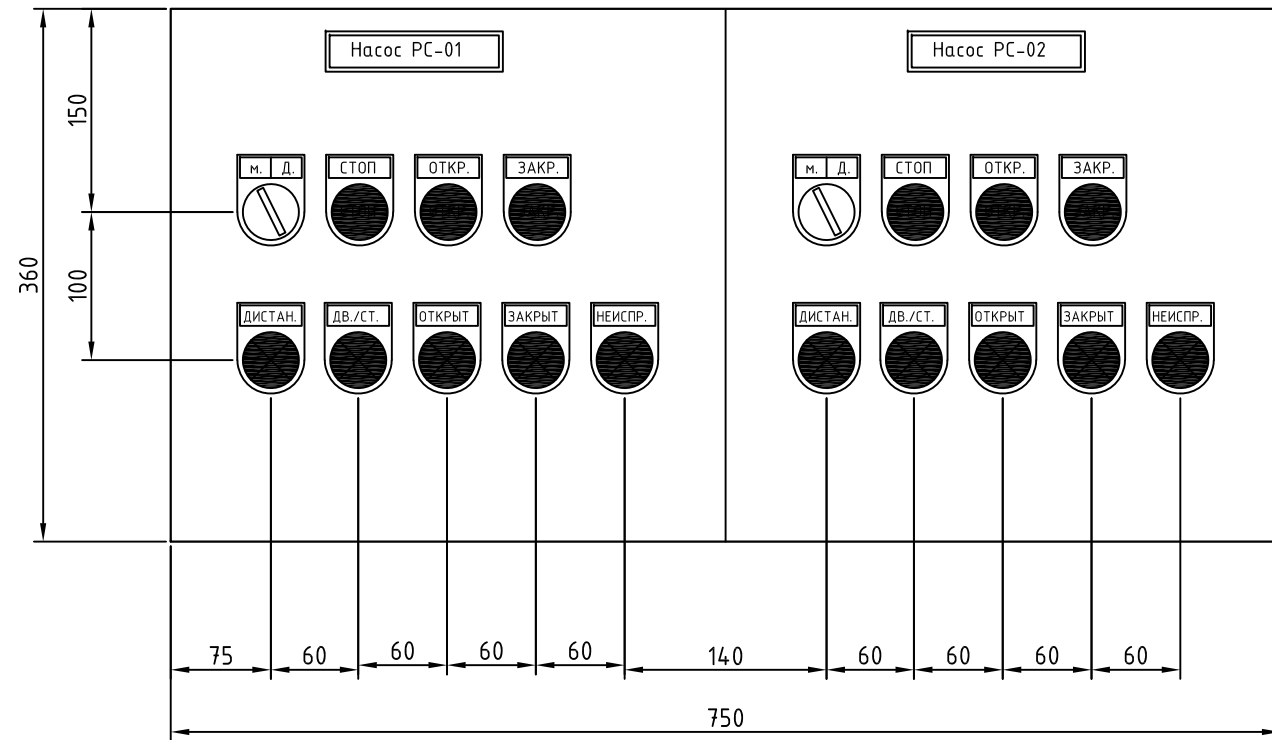 Насос РС-01
Насос РС-02
150
м. Д. СТОП ОТКР. ЗАКР.
м. Д. СТОП ОТКР. ЗАКР.
360
100
ДИСТАН. ДВ./СТ. ОТКРЫТ ЗАКРЫТ НЕИСПР.
ДИСТАН. ДВ./СТ. ОТКРЫТ ЗАКРЫТ НЕИСПР.
75 60 60 60 60 140 60 60 60 60
750